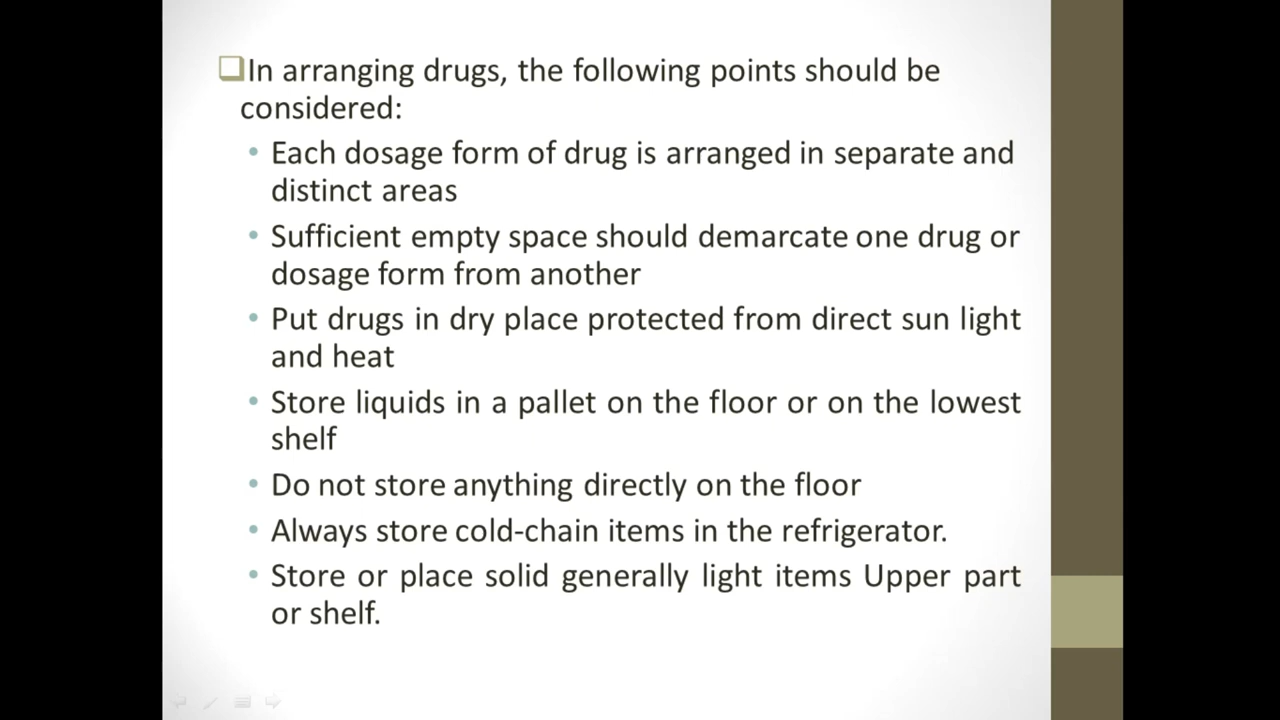 In arranging drugs, the following points should be
considered:
• Each dosage form of drug is arranged in separate and
distinct areas
• Sufficient empty space should demarcate one drug or
dosage form from another
• Put drugs in dry place protected from direct sun light
and heat
• Store liquids in a pallet on the floor or on the lowest
shelf
• Do not store anything directly on the floor
• Always store cold-chain items in the refrigerator.
• Store or place solid generally light items Upper part
or shelf.